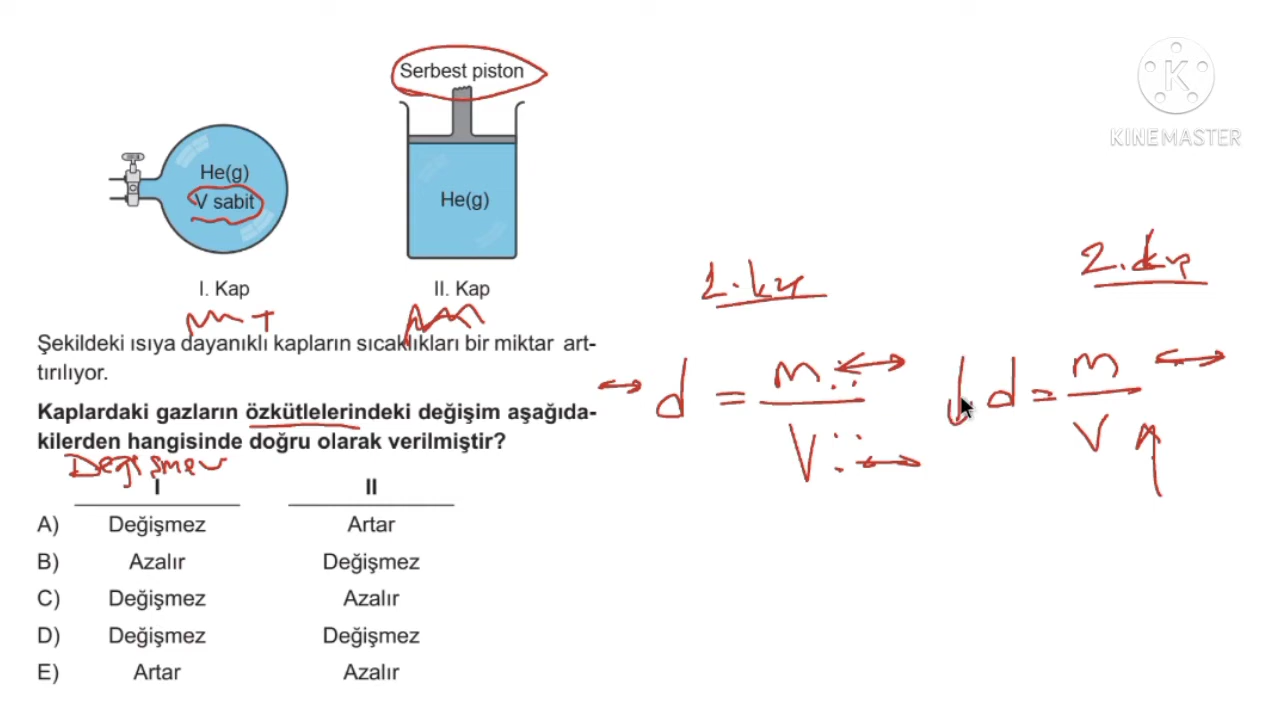 Serbest piston
K
KINEMASTER
He(g)
V sabit
He(g)
I. Kap
II. Kap
Şekildeki ısıya dayanıklı kapların sıcaklıkları bir miktar art-
tırılıyor.
Kaplardaki gazların özkütlelerindeki değişim aşağıda-
kilerden hangisinde doğru olarak verilmiştir?
Değişmez
I II
A) Değişmez Artar
B) Azalır Değişmez
C) Değişmez Azalır
D) Değişmez Değişmez
E) Artar Azalır
1. kap
d = m
V
2. kap
d = m
V